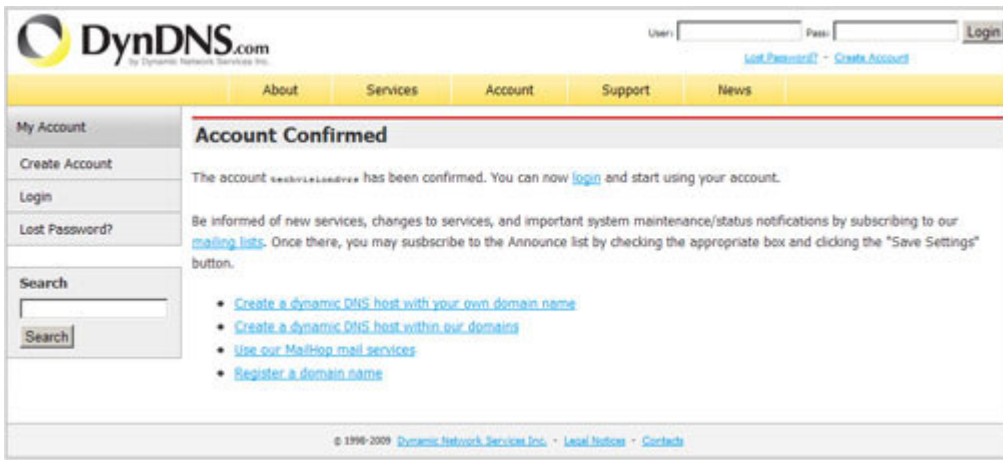 DynDNS.com
by Dynamic Network Services Inc.
User:
Pass:
Login
Lost Password? - Create Account
About
Services
Account
Support
News
My Account
Create Account
Login
Lost Password?
Search
Search
Account Confirmed
The account techvisiondvrs has been confirmed. You can now login and start using your account.
Be informed of new services, changes to services, and important system maintenance/status notifications by subscribing to our
mailing lists. Once there, you may susbscribe to the Announce list by checking the appropriate box and clicking the "Save Settings"
button.
Create a dynamic DNS host with your own domain name
Create a dynamic DNS host within our domains
Use our MailHop mail services
Register a domain name
© 1998-2009 Dynamic Network Services Inc. - Legal Notices - Contacts